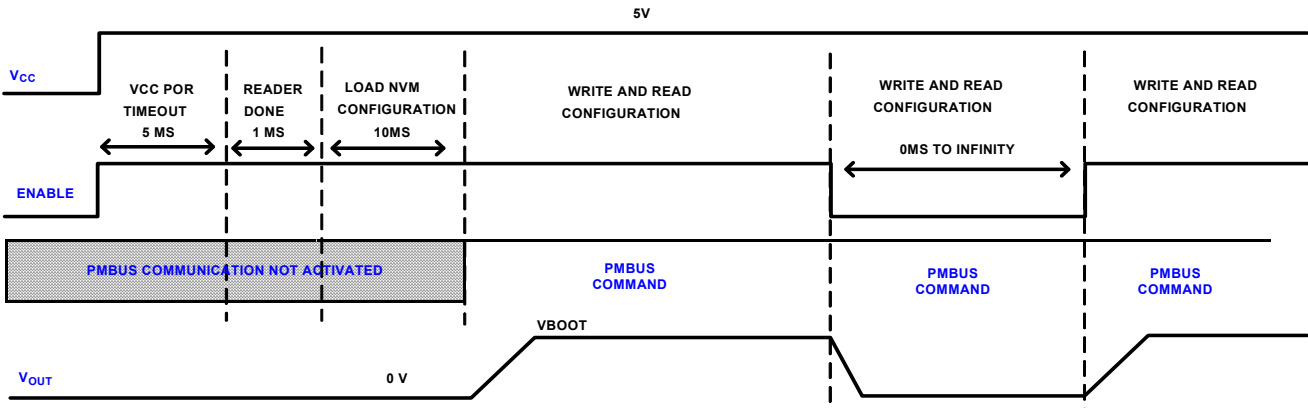 5V
VCC
VCC POR
TIMEOUT
5 MS
READER
DONE
1 MS
LOAD NVM
CONFIGURATION
10MS
WRITE AND READ
CONFIGURATION
WRITE AND READ
CONFIGURATION
0MS TO INFINITY
WRITE AND READ
CONFIGURATION
ENABLE
PMBUS COMMUNICATION NOT ACTIVATED
PMBUS
COMMAND
PMBUS
COMMAND
PMBUS
COMMAND
VOUT
0 V
VBOOT